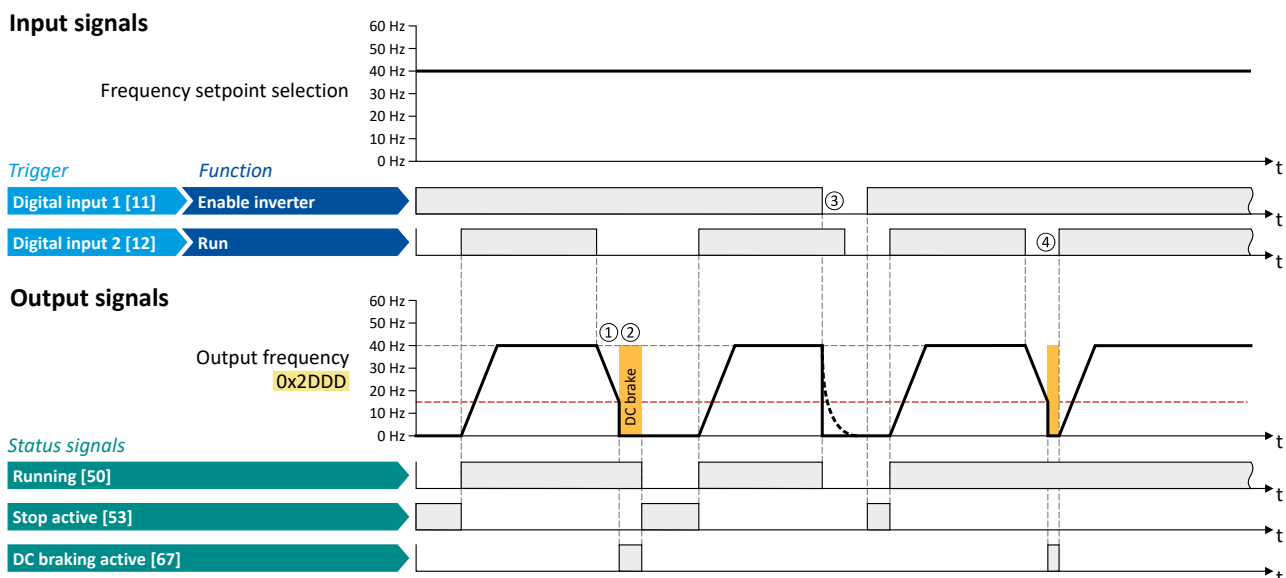 Input signals
60 Hz
50 Hz
40 Hz
30 Hz
20 Hz
10 Hz
0 Hz
Frequency setpoint selection
t
Trigger Function
Digital input 1 [11] Enable inverter
③
t
Digital input 2 [12] Run
④
t
Output signals
60 Hz
50 Hz
40 Hz
30 Hz
20 Hz
10 Hz
0 Hz
① ②
Output frequency
0x2DDD
DC brake
t
Status signals
Running [50]
t
Stop active [53]
t
DC braking active [67]
t